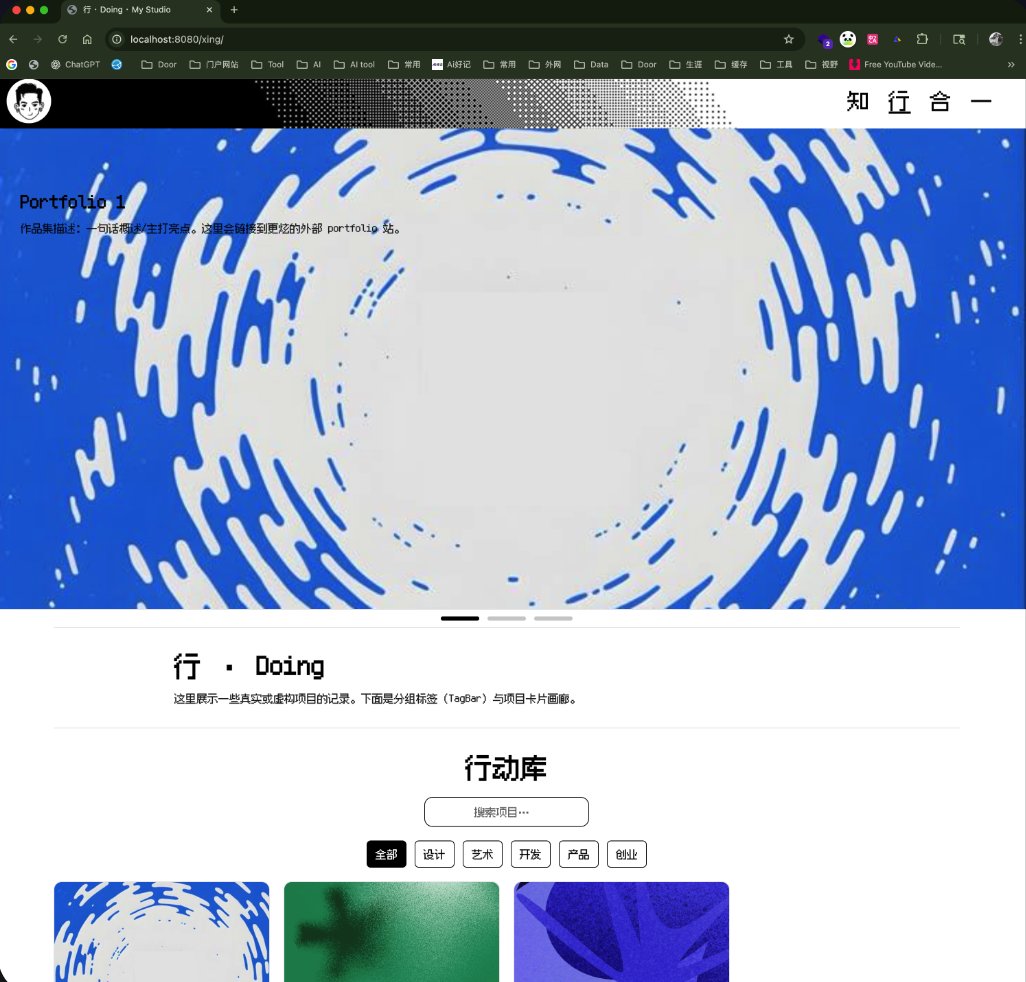 行 · Doing · My Studio
localhost:8080/xing/
2
ChatGPT
Door
门户网站
Tool
AI
AI tool
常用
Ai好记
常用
外网
Data
Door
生涯
缓存
工具
视野
Free YouTube Vide...
知 行 合 一
Portfolio 1
作品集描述：一句话概述/主打亮点。这里会链接到更炫的外部 portfolio 站。
行 · Doing
这里展示一些真实或虚构项目的记录。下面是分组标签（TagBar）与项目卡片画廊。
行动库
搜索项目…
全部 设计 艺术 开发 产品 创业